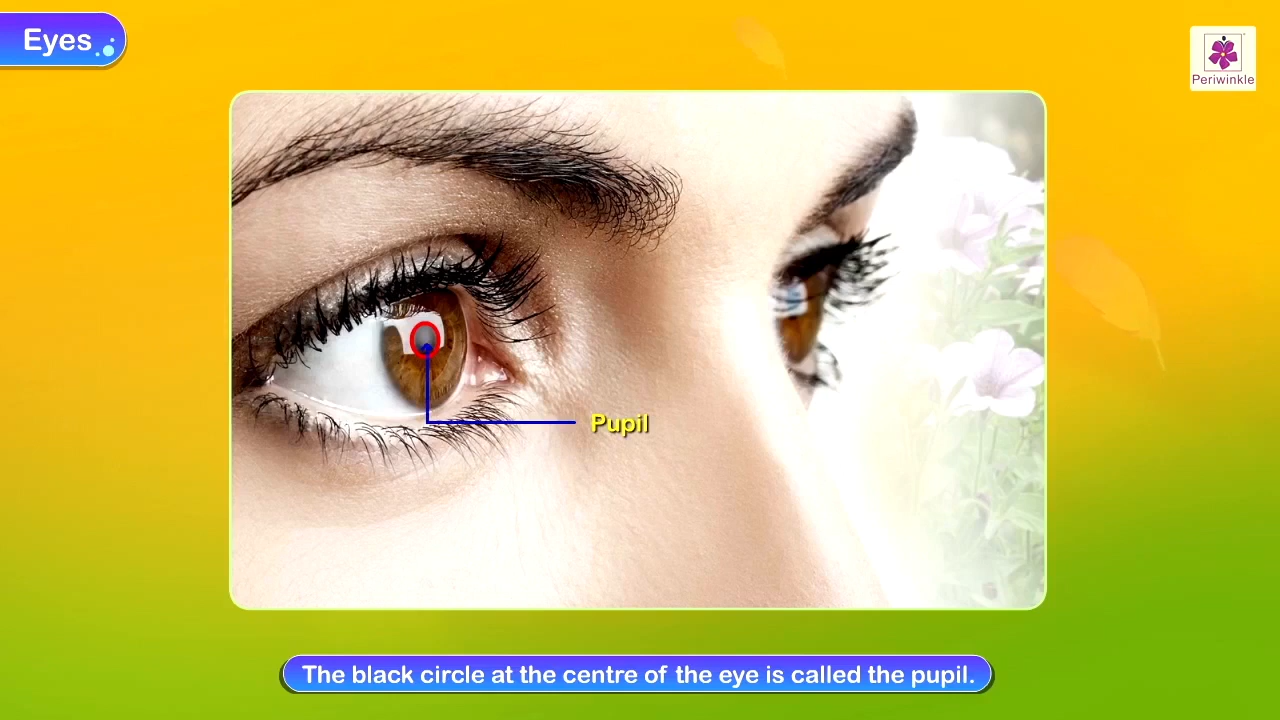 Eyes
Periwinkle
Pupil
The black circle at the centre of the eye is called the pupil.